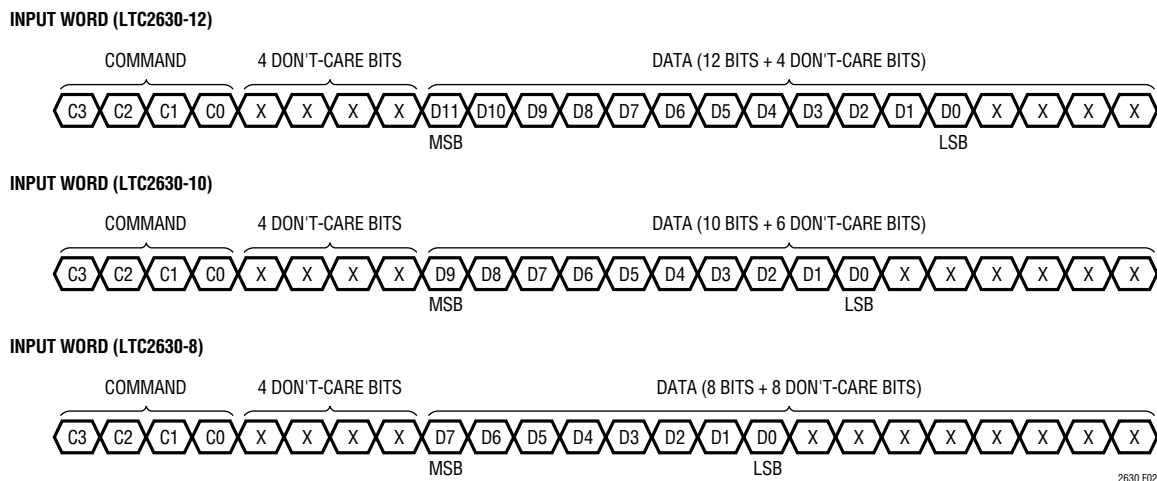 INPUT WORD (LTC2630-12)
COMMAND 4 DON'T-CARE BITS DATA (12 BITS + 4 DON'T-CARE BITS)
C3 C2 C1 C0 X X X X D11 D10 D9 D8 D7 D6 D5 D4 D3 D2 D1 D0 X X X X
MSB LSB
INPUT WORD (LTC2630-10)
COMMAND 4 DON'T-CARE BITS DATA (10 BITS + 6 DON'T-CARE BITS)
C3 C2 C1 C0 X X X X D9 D8 D7 D6 D5 D4 D3 D2 D1 D0 X X X X X X
MSB LSB
INPUT WORD (LTC2630-8)
COMMAND 4 DON'T-CARE BITS DATA (8 BITS + 8 DON'T-CARE BITS)
C3 C2 C1 C0 X X X X D7 D6 D5 D4 D3 D2 D1 D0 X X X X X X X X
MSB LSB
2630 F02